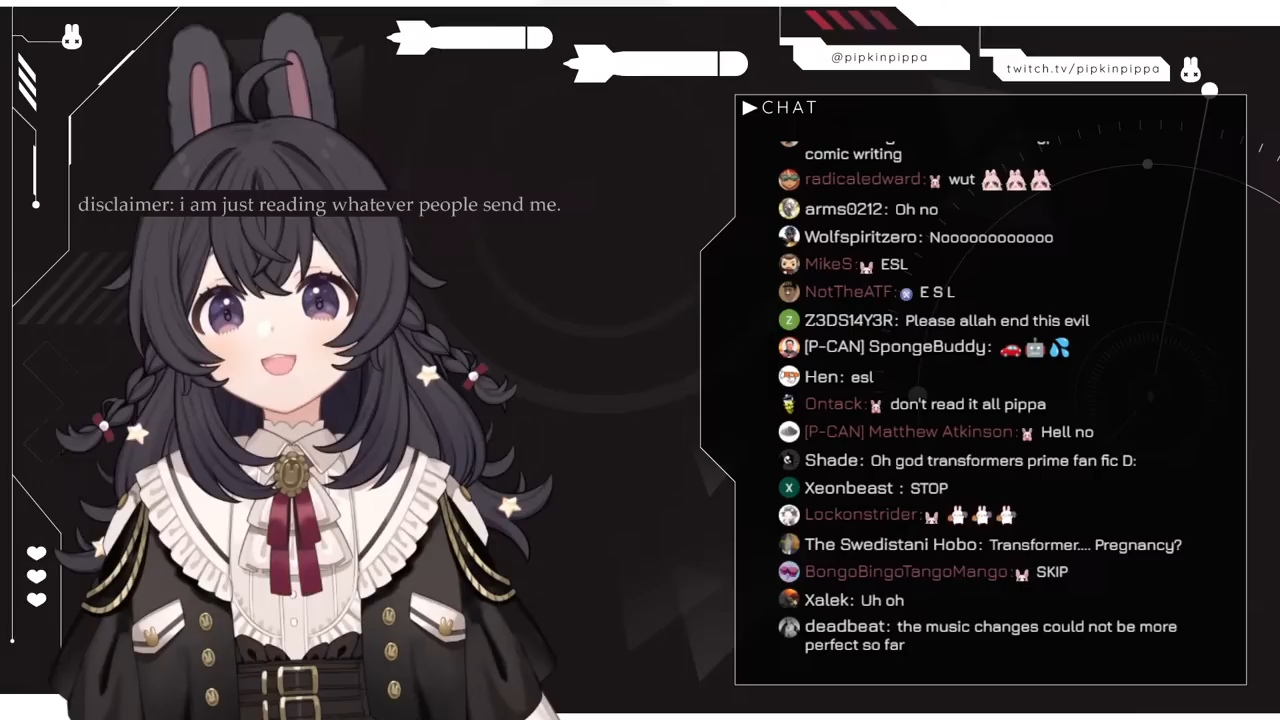 @pipkinpippa
twitch.tv/pipkinpippa
▶CHAT
comic writing
radicaledward: wut
disclaimer: i am just reading whatever people send me.
arms0212: Oh no
Wolfspiritzero: Noooooooooooo
MikeS: ESL
NotTheATF: E S L
Z3DS14Y3R: Please allah end this evil
[P-CAN] SpongeBuddy: 🚗🤖💦
Hen: esl
Ontack: don't read it all pippa
[P-CAN] Matthew Atkinson: Hell no
Shade: Oh god transformers prime fan fic D:
Xeonbeast : STOP
Lockonstrider:
The Swedistani Hobo: Transformer.... Pregnancy?
BongoBingoTangoMango: SKIP
Xalek: Uh oh
deadbeat: the music changes could not be more
perfect so far